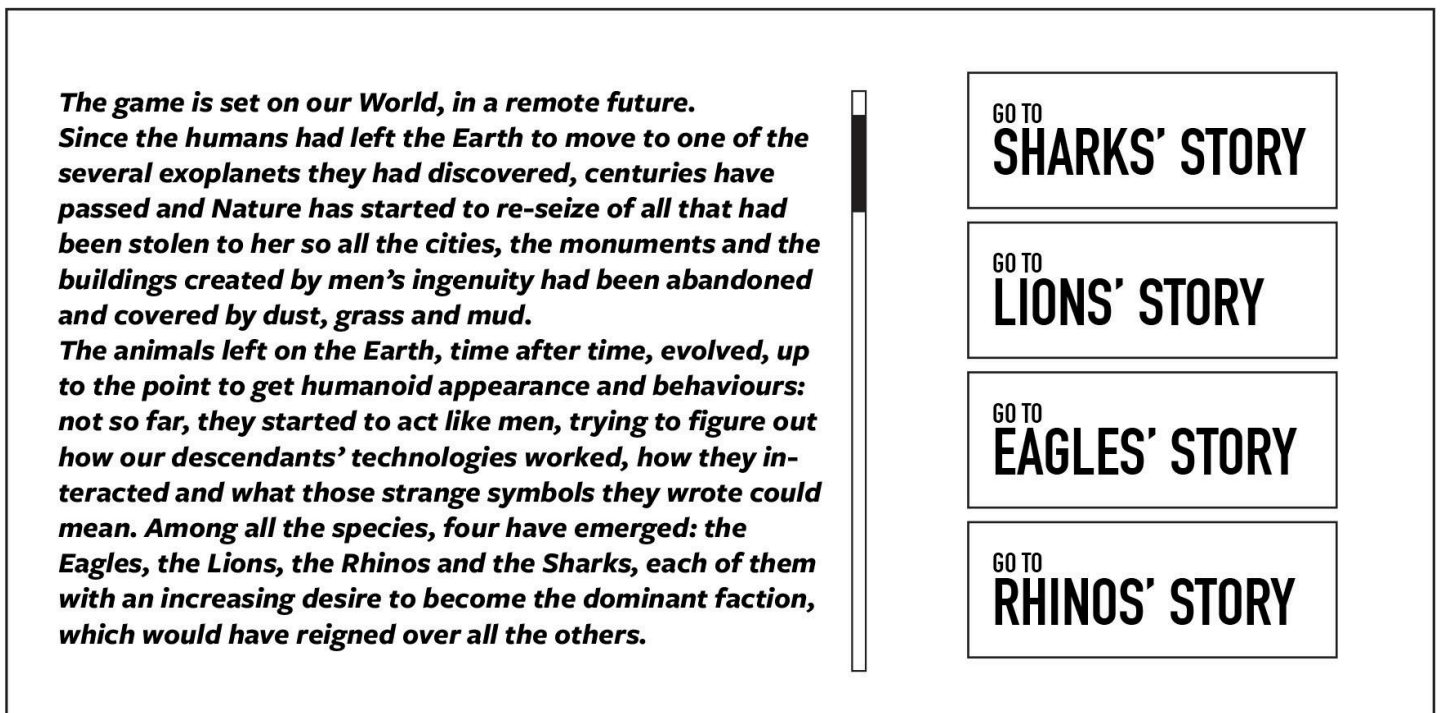 The game is set on our World, in a remote future.
Since the humans had left the Earth to move to one of the
several exoplanets they had discovered, centuries have
passed and Nature has started to re-seize of all that had
been stolen to her so all the cities, the monuments and the
buildings created by men’s ingenuity had been abandoned
and covered by dust, grass and mud.
The animals left on the Earth, time after time, evolved, up
to the point to get humanoid appearance and behaviours:
not so far, they started to act like men, trying to figure out
how our descendants’ technologies worked, how they in-
teracted and what those strange symbols they wrote could
mean. Among all the species, four have emerged: the
Eagles, the Lions, the Rhinos and the Sharks, each of them
with an increasing desire to become the dominant faction,
which would have reigned over all the others.
GO TO
SHARKS’ STORY
GO TO
LIONS’ STORY
GO TO
EAGLES’ STORY
GO TO
RHINOS’ STORY